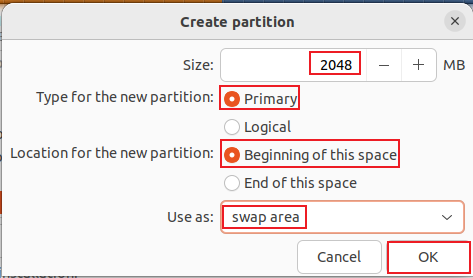 Create partition
Size: 2048 MB
Type for the new partition: Primary
Logical
Location for the new partition: Beginning of this space
End of this space
Use as: swap area
Cancel OK